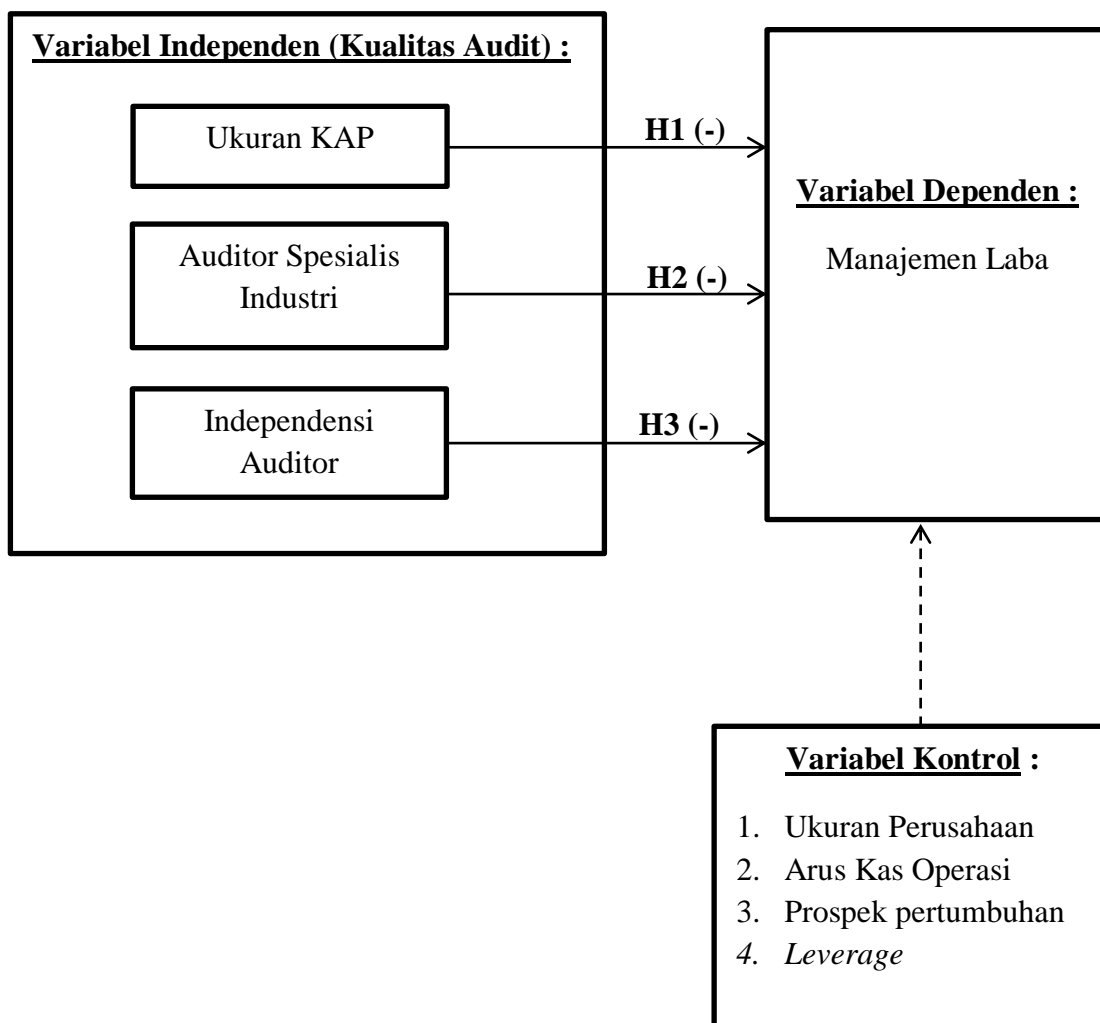 Variabel Independen (Kualitas Audit) :
Ukuran KAP
Auditor Spesialis
Industri
Independensi
Auditor
H1 (-)
H2 (-)
H3 (-)
Variabel Dependen :
Manajemen Laba
Variabel Kontrol :
1. Ukuran Perusahaan
2. Arus Kas Operasi
3. Prospek pertumbuhan
4. Leverage